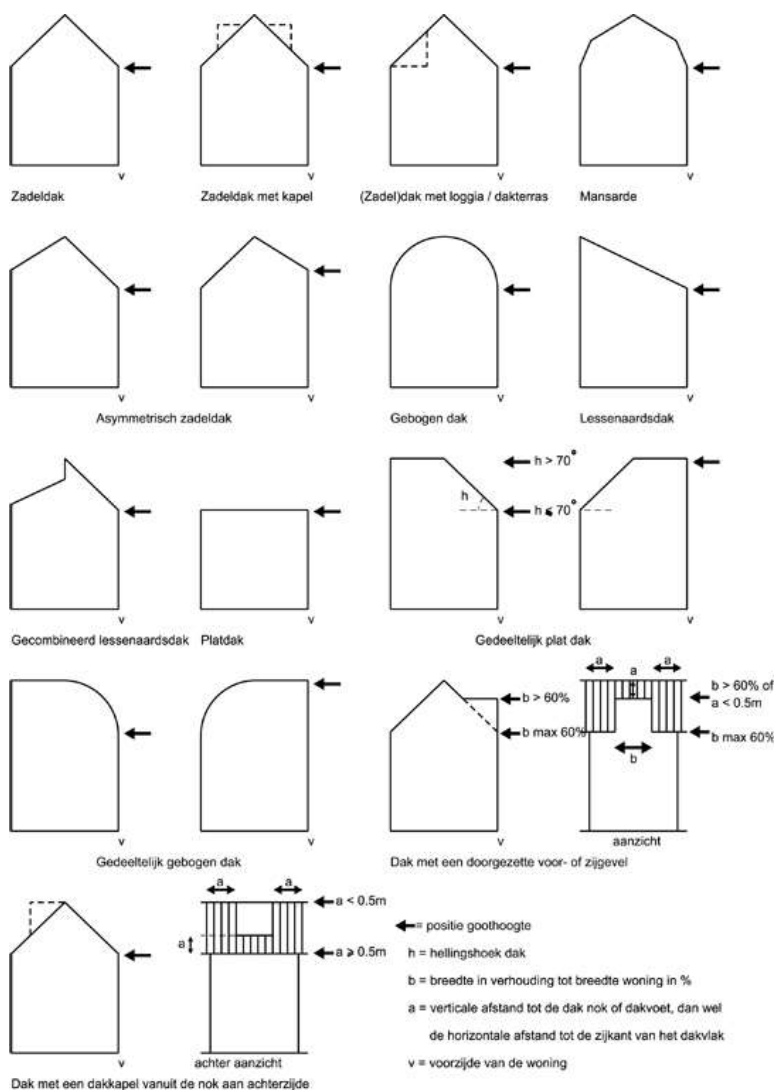 v v v v
Zadeldak Zadeldak met kapel (Zadel)dak met loggia / dakterras Mansarde
v v v v
Asymmetrisch zadeldak Gebogen dak Lessenaardsdak
h > 70°
h h ⩽ 70°
v v v v
Gecombineerd lessenaardsdak Platdak Gedeeltelijk plat dak
a a a
b > 60% b > 60% of
a < 0.5m
b max 60% b max 60%
b
v v v aanzicht
Gedeeltelijk gebogen dak Dak met een doorgezette voor- of zijgevel
a a a < 0.5m
a a ⩾ 0.5m
= positie goothoogte
h = hellingshoek dak
b = breedte in verhouding tot breedte woning in %
a = verticale afstand tot de dak nok of dakvoet, dan wel
de horizontale afstand tot de zijkant van het dakvlak
v = voorzijde van de woning
v achter aanzicht
Dak met een dakkapel vanuit de nok aan achterzijde